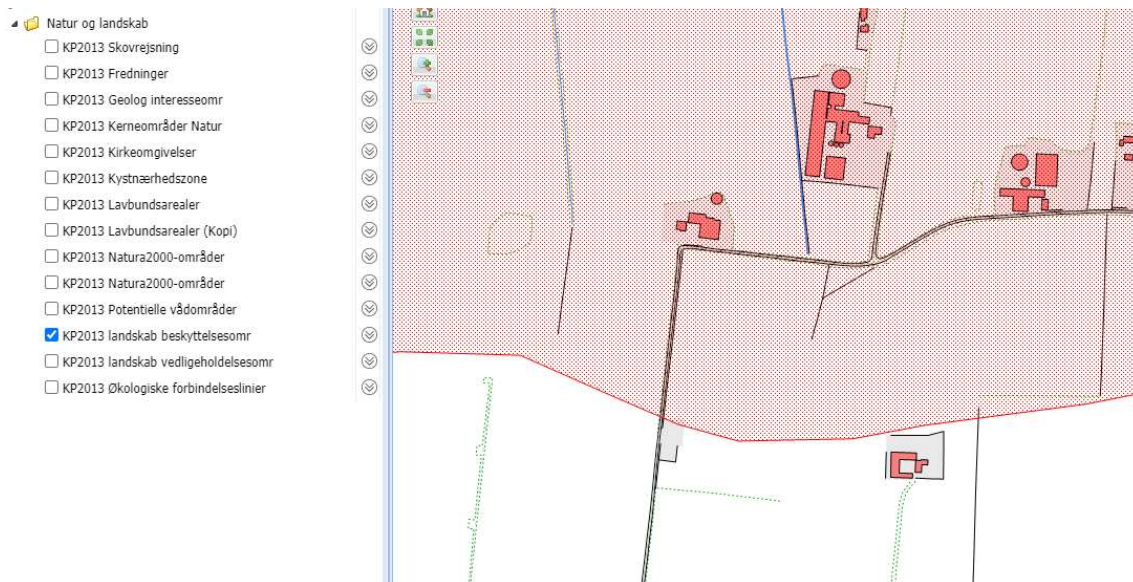 Natur og landskab
KP2013 Skovrejsning
KP2013 Fredninger
KP2013 Geolog interesseomr
KP2013 Kerneområder Natur
KP2013 Kirkeomgivelser
KP2013 Kystnærhedszone
KP2013 Lavbundsarealer
KP2013 Lavbundsarealer (Kopi)
KP2013 Natura2000-områder
KP2013 Natura2000-områder
KP2013 Potentielle vådområder
KP2013 landskab beskyttelsesomr
KP2013 landskab vedligeholdelsesomr
KP2013 Økologiske forbindelseslinier